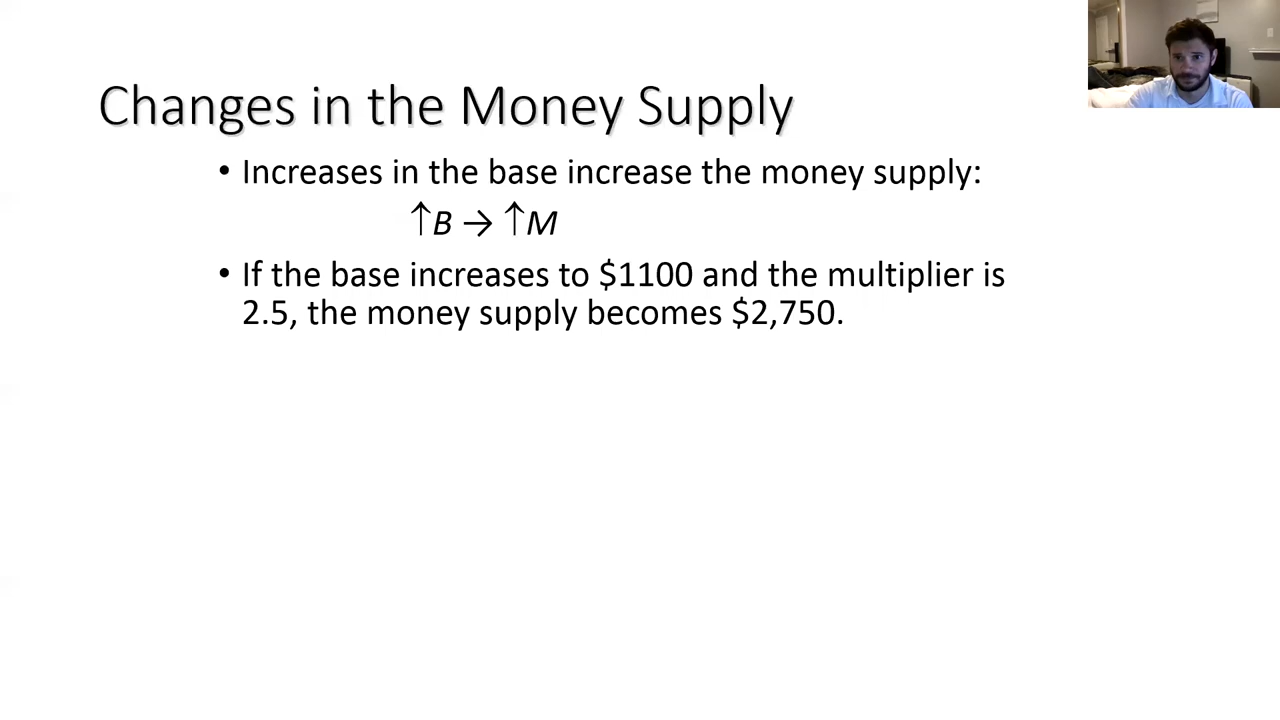 Changes in the Money Supply
• Increases in the base increase the money supply:
↑B → ↑M
• If the base increases to $1100 and the multiplier is
2.5, the money supply becomes $2,750.